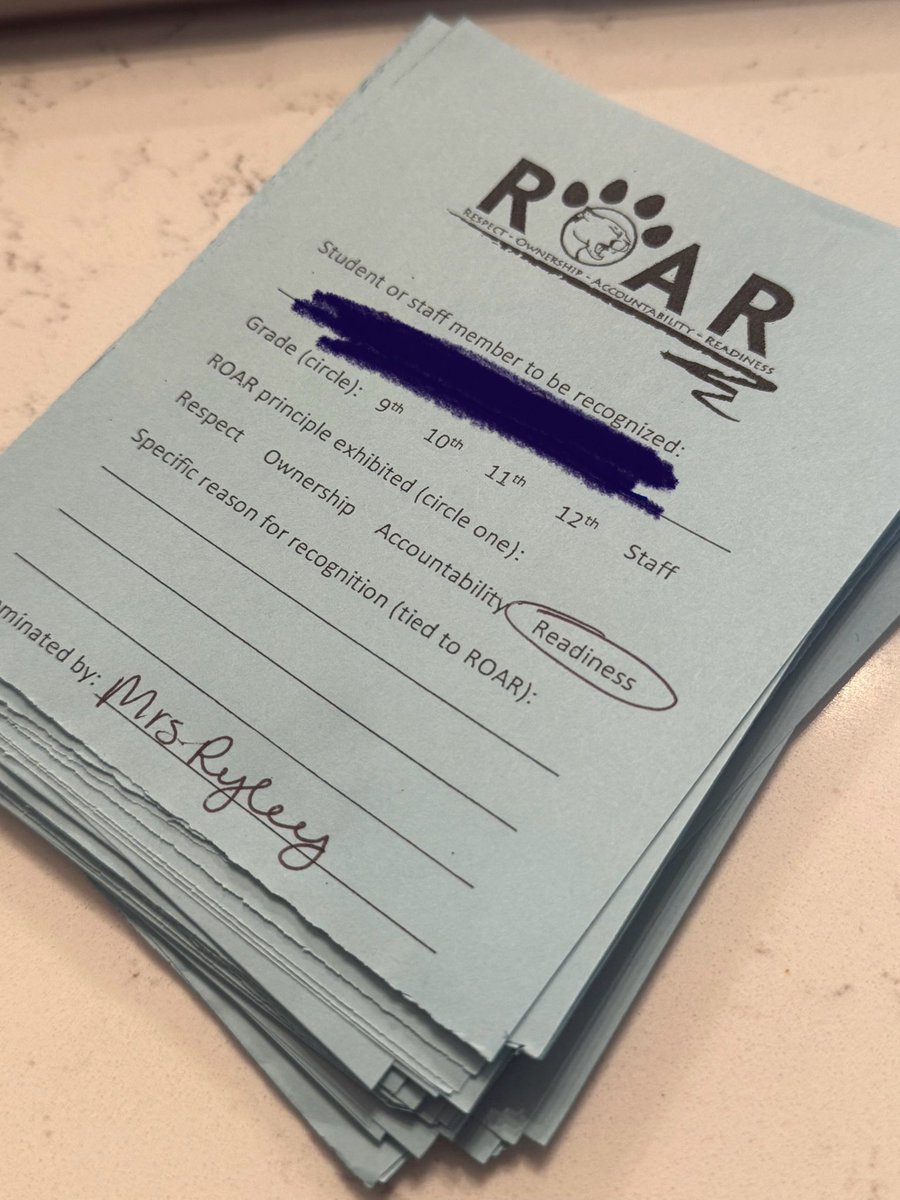 ROAR
RESPECT - OWNERSHIP - ACCOUNTABILITY - READINESS
Student or staff member to be recognized:
Grade (circle): 9th 10th 11th 12th Staff
ROAR principle exhibited (circle one):
Respect Ownership Accountability Readiness
Specific reason for recognition (tied to ROAR):
minated by: Mrs. Ryley